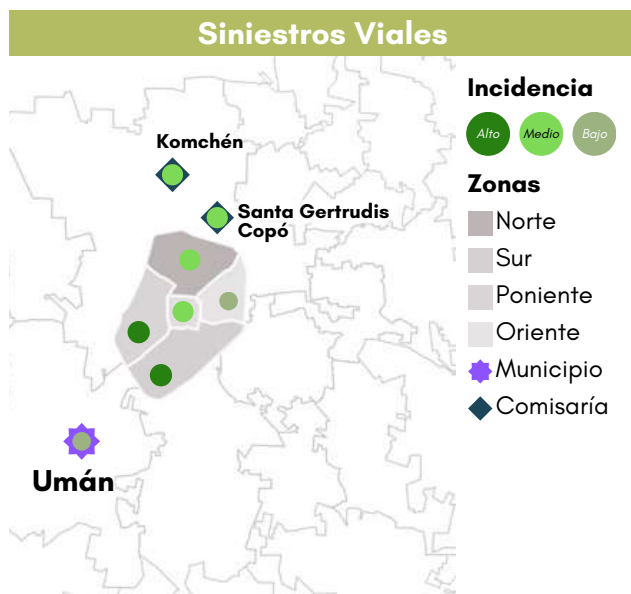 Siniestros Viales
Incidencia
Alto
Medio
Bajo
Zonas
Norte
Sur
Poniente
Oriente
Municipio
Comisaría
Komchén
Santa Gertrudis
Copó
Umán